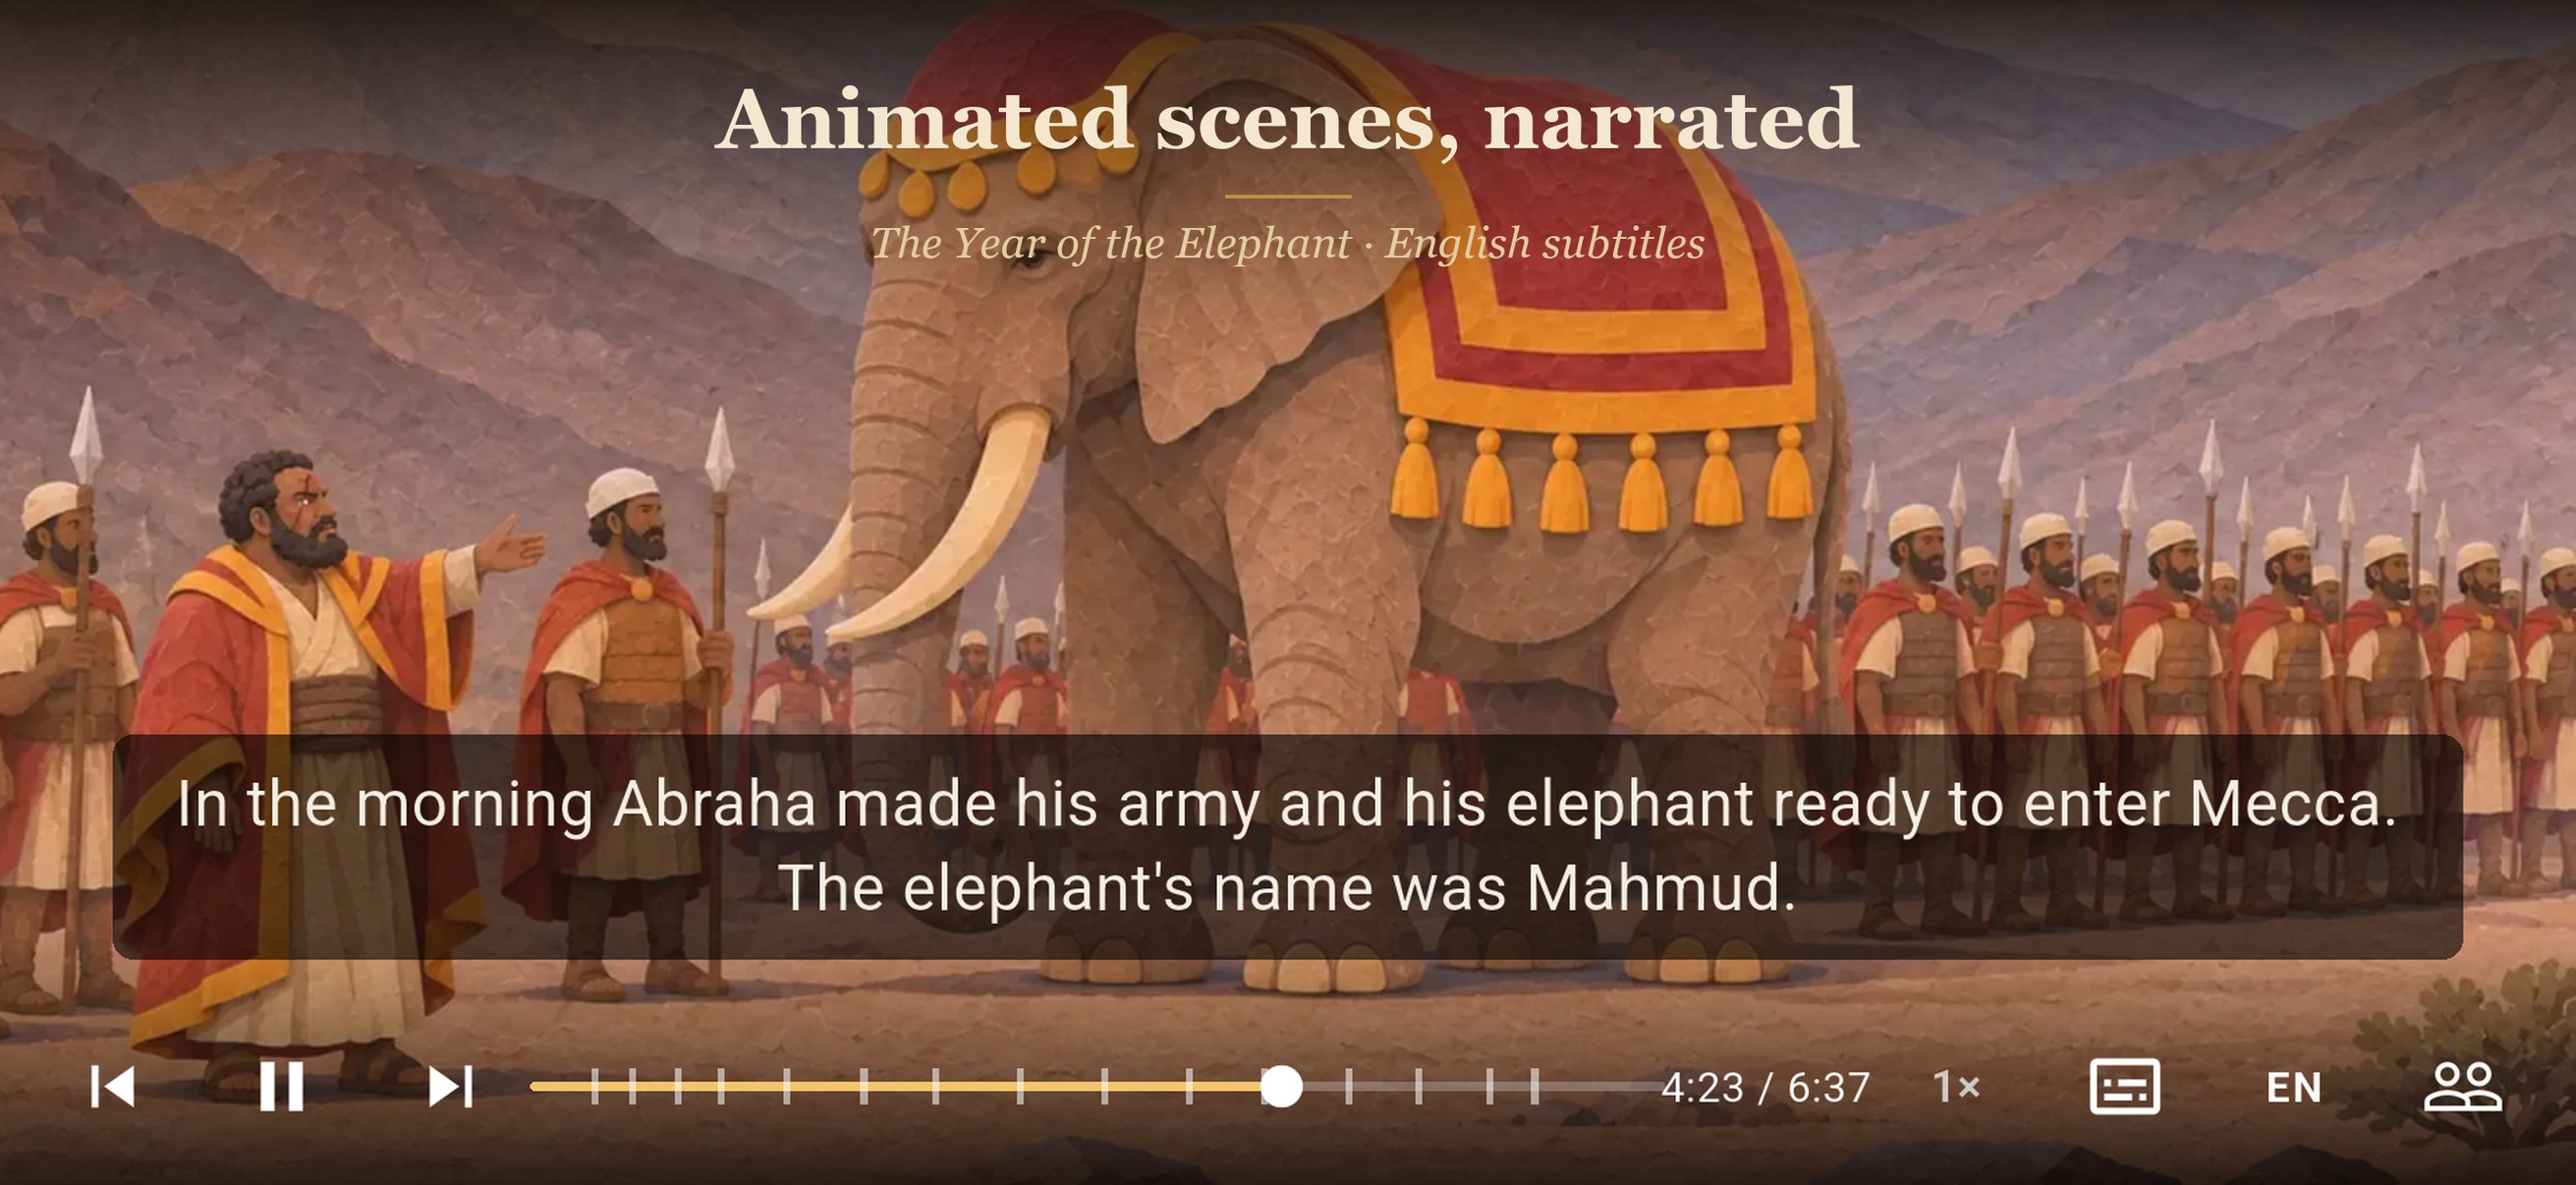 Animated scenes, narrated
The Year of the Elephant · English subtitles
In the morning Abraha made his army and his elephant ready to enter Mecca.
The elephant's name was Mahmud.
4:23 / 6:37 1× EN